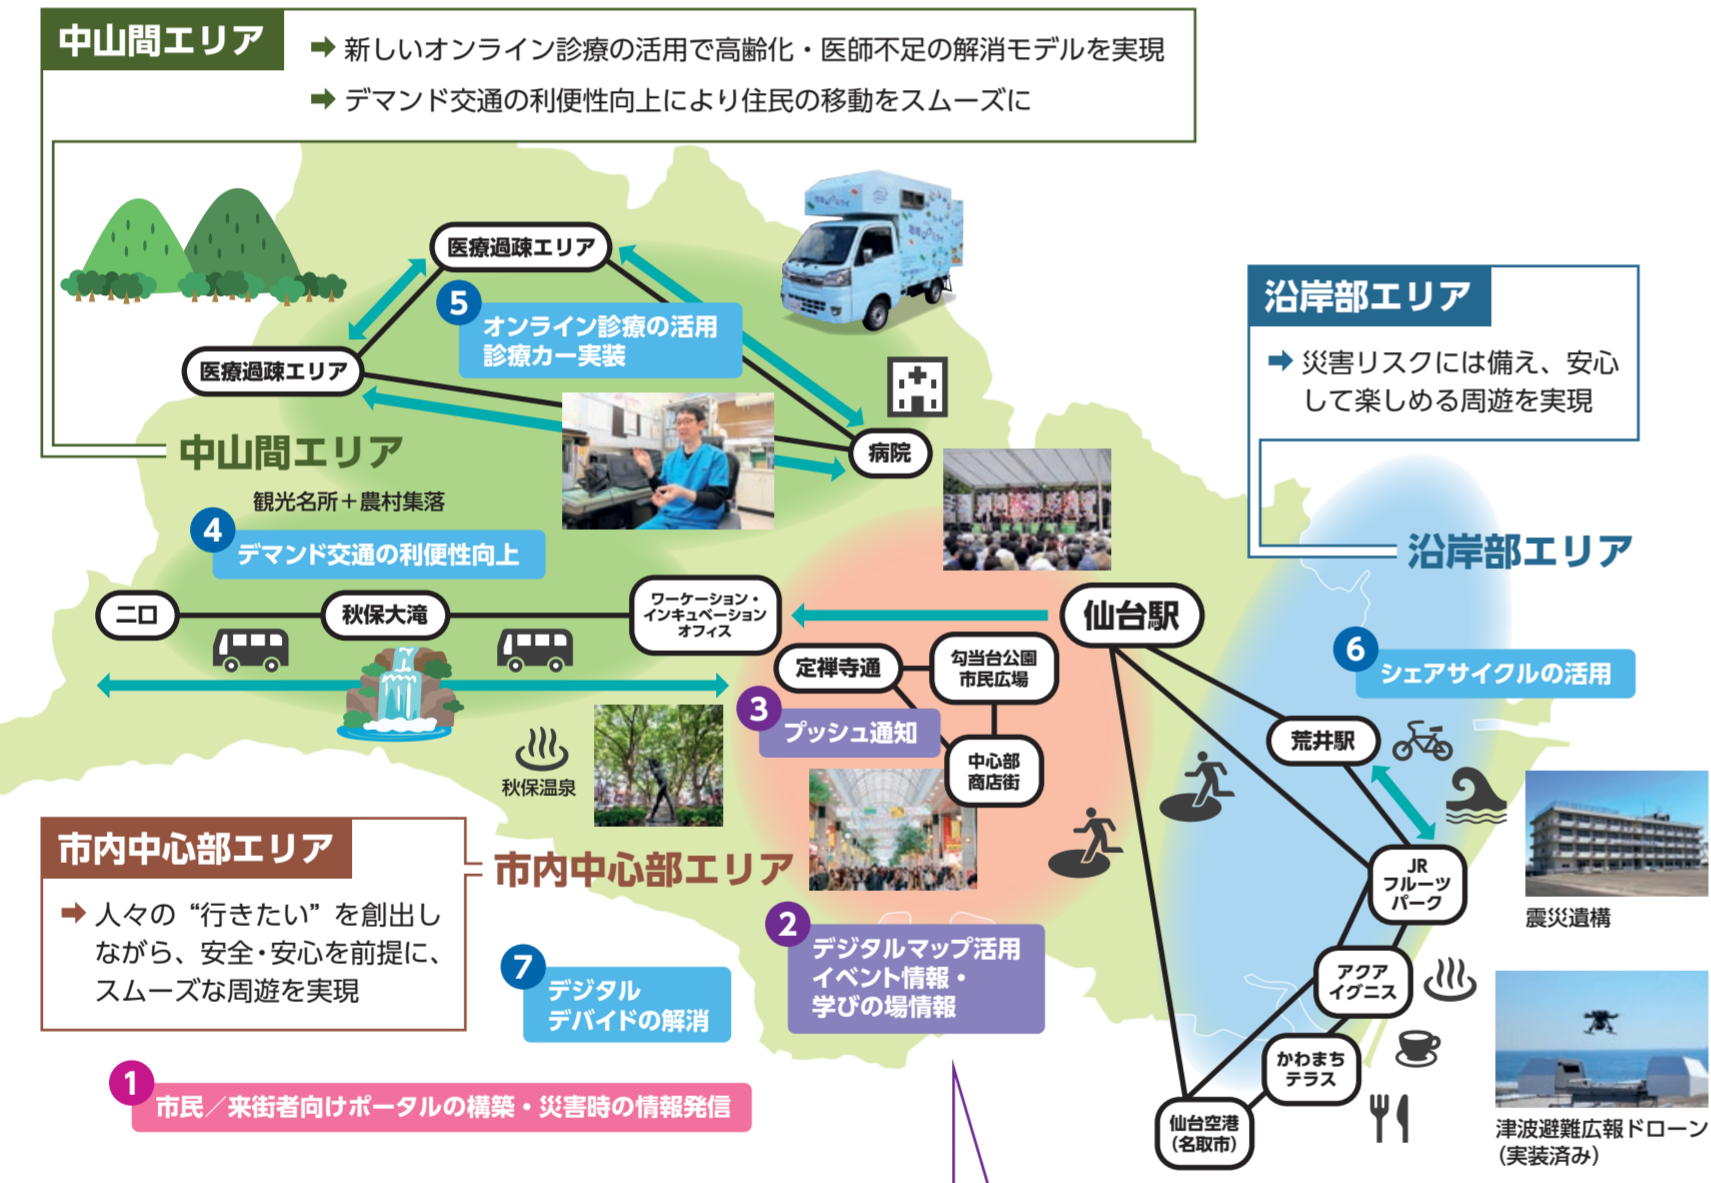 中山間エリア
➡ 新しいオンライン診療の活用で高齢化・医師不足の解消モデルを実現
➡ デマンド交通の利便性向上により住民の移動をスムーズに
医療過疎エリア
5
オンライン診療の活用
診療カー実装
医療過疎エリア
病院
中山間エリア
観光名所＋農村集落
4
デマンド交通の利便性向上
二口
秋保大滝
ワーケーション・
インキュベーション
オフィス
秋保温泉
沿岸部エリア
➡ 災害リスクには備え、安心
して楽しめる周遊を実現
沿岸部エリア
仙台駅
定禅寺通
勾当台公園
市民広場
3
プッシュ通知
中心部
商店街
6
シェアサイクルの活用
荒井駅
JR
フルーツ
パーク
アクア
イグニス
かわまち
テラス
仙台空港
（名取市）
震災遺構
津波避難広報ドローン
（実装済み）
市内中心部エリア
➡ 人々の“行きたい”を創出し
ながら、安全・安心を前提に、
スムーズな周遊を実現
市内中心部エリア
2
デジタルマップ活用
イベント情報・
学びの場情報
7
デジタル
デバイドの解消
1
市民／来街者向けポータルの構築・災害時の情報発信